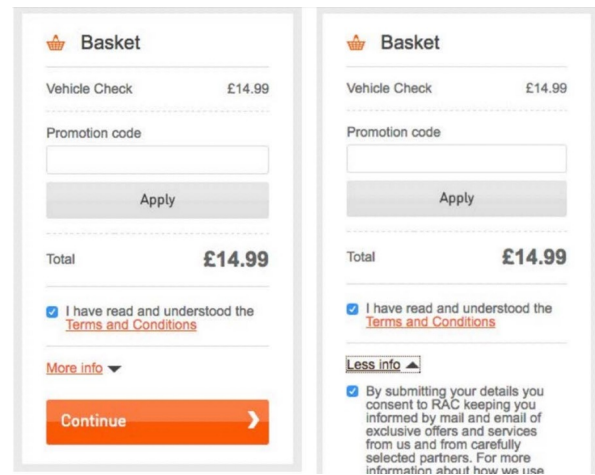 Basket
Vehicle Check £14.99
Promotion code
Apply
Total £14.99
I have read and understood the
Terms and Conditions
More info
Continue
Basket
Vehicle Check £14.99
Promotion code
Apply
Total £14.99
I have read and understood the
Terms and Conditions
Less info
By submitting your details you
consent to RAC keeping you
informed by mail and email of
exclusive offers and services
from us and from carefully
selected partners. For more
information about how we use